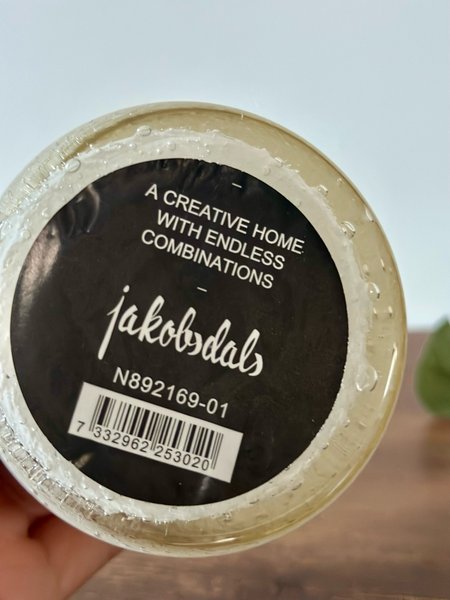 A CREATIVE HOME
WITH ENDLESS
COMBINATIONS
jakobsdals
N892169-01
7 332962 253020